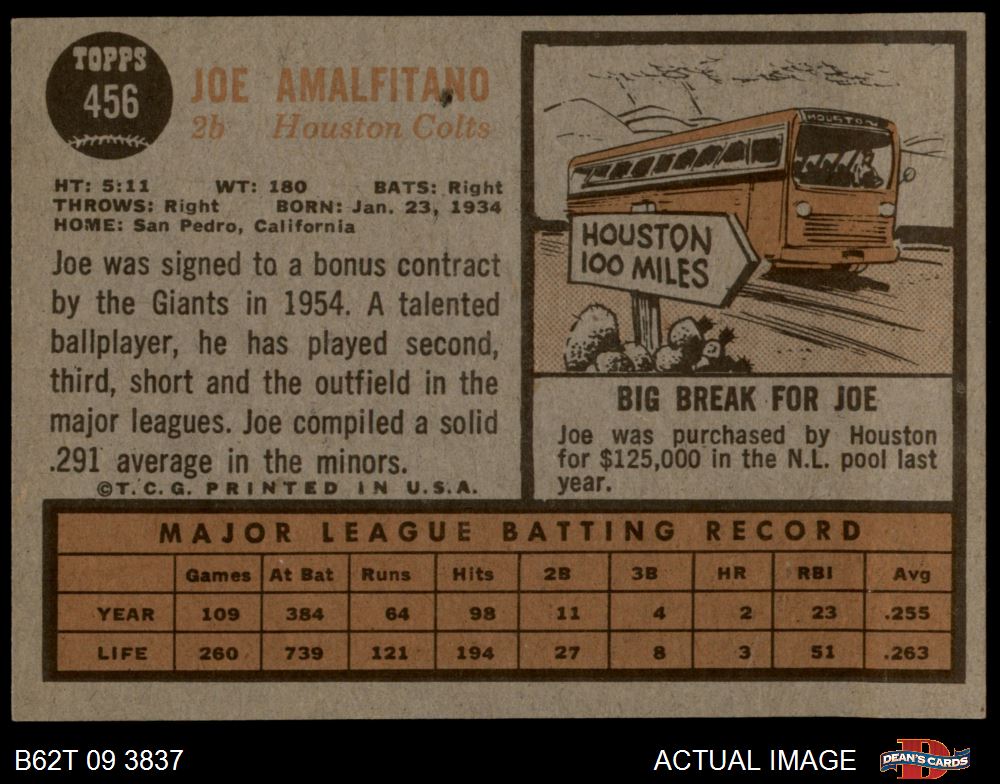 TOPPS
456
JOE AMALFITANO
2b Houston Colts
HT: 5:11 WT: 180 BATS: Right
THROWS: Right BORN: Jan. 23, 1934
HOME: San Pedro, California
Joe was signed to a bonus contract
by the Giants in 1954. A talented
ballplayer, he has played second,
third, short and the outfield in the
major leagues. Joe compiled a solid
.291 average in the minors.
©T.C.G. PRINTED IN U.S.A.
HOUSTON
HOUSTON
100 MILES
BIG BREAK FOR JOE
Joe was purchased by Houston
for $125,000 in the N.L. pool last
year.
MAJOR LEAGUE BATTING RECORD
Games At Bat Runs Hits 2B 3B HR RBI Avg
YEAR 109 384 64 98 11 4 2 23 .255
LIFE 260 739 121 194 27 8 3 51 .263
B62T 09 3837 ACTUAL IMAGE DEAN'S CARDS